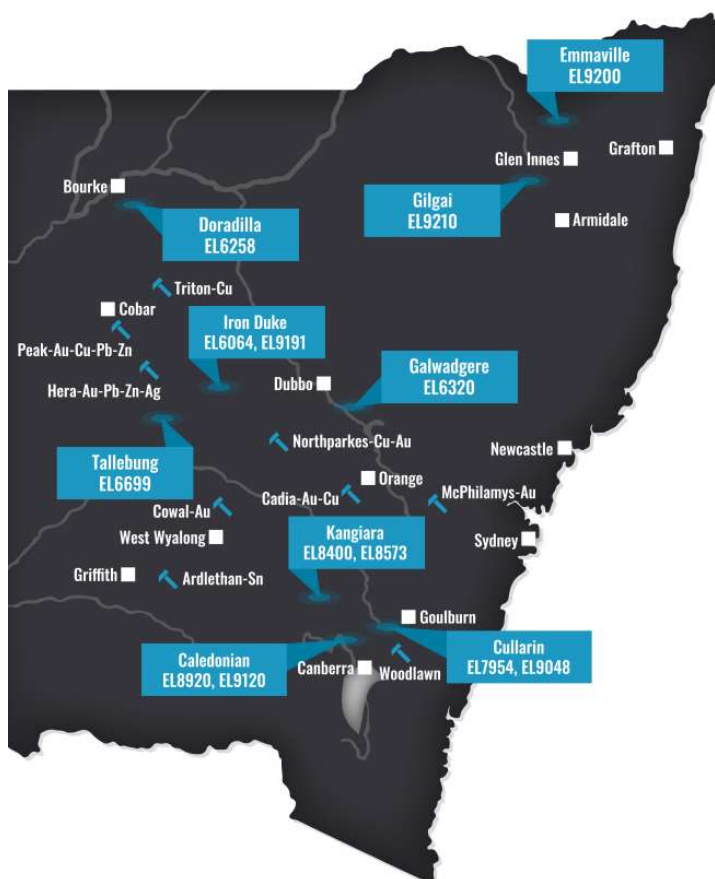 Emmaville
EL9200
Grafton
Glen Innes
Bourke
Gilgai
EL9210
Armidale
Doradilla
EL6258
Triton-Cu
Cobar
Iron Duke
EL6064, EL9191
Peak-Au-Cu-Pb-Zn
Galwadgere
EL6320
Hera-Au-Pb-Zn-Ag
Dubbo
Northparkes-Cu-Au
Newcastle
Tallebung
EL6699
Orange
Cadia-Au-Cu
McPhilamys-Au
Cowal-Au
West Wyalong
Kangiara
EL8400, EL8573
Sydney
Griffith
Ardlethan-Sn
Goulburn
Caledonian
EL8920, EL9120
Canberra
Woodlawn
Cullarin
EL7954, EL9048